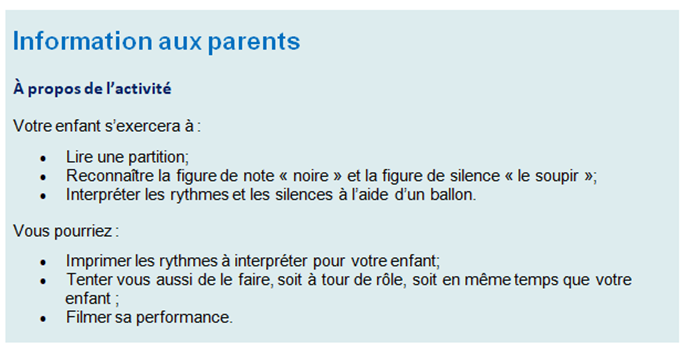 Information aux parents
À propos de l'activité
Votre enfant s'exercera à :
• Lire une partition;
• Reconnaître la figure de note « noire » et la figure de silence « le soupir »;
• Interpréter les rythmes et les silences à l'aide d'un ballon.
Vous pourriez :
• Imprimer les rythmes à interpréter pour votre enfant;
• Tenter vous aussi de le faire, soit à tour de rôle, soit en même temps que votre
enfant ;
• Filmer sa performance.